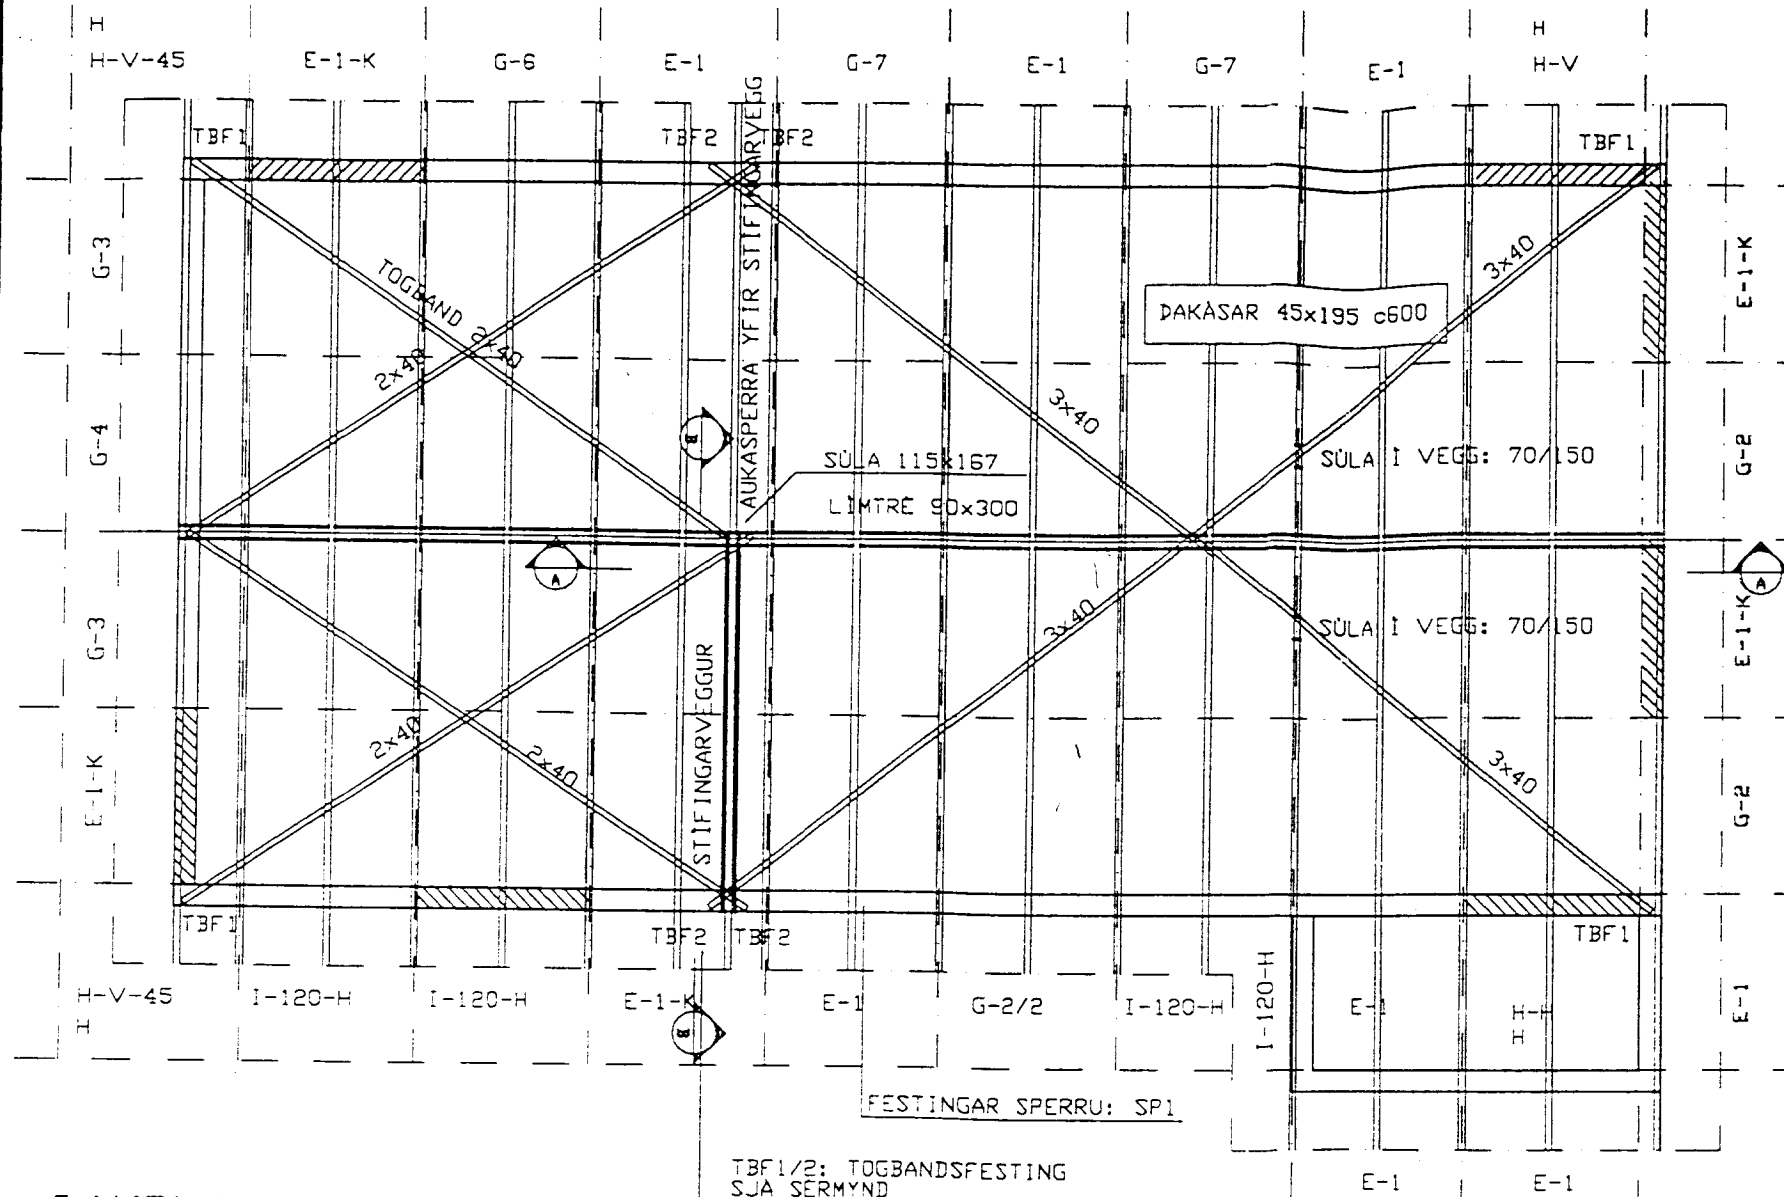 H
H
H-V-45
E-1-K
G-6
E-1
G-7
E-1
G-7
E-1
H-V
TBF1
TBF2
TBF2
TBF1
G-3
E-1-K
TOGBAND 2x40
2x40
AUKASPERRA YFIR STÍFINGARVEGG
3x40
DAKÁSAR 45x195 c600
3x40
G-4
SÚLA 115x167
SÚLA Í VEGG: 70/150
G-2
B
LÍMTRÉ 90x300
A
A
G-3
3x40
SÚLA Í VEGG: 70/150
E-1-K
STÍFINGARVEGGUR
2x40
2x40
3x40
E-1-K
G-2
TBF1
TBF2
TBF2
TBF1
H-V-45
I-120-H
I-120-H
E-1-K
E-1
G-2/2
I-120-H
I-120-H
E-1
H-H
E-1
H
H
B
FESTINGAR SPERRU: SP1
TBF1/2: TOGBANDSFESTING
SJÁ SÉRMYND
E-1
E-1